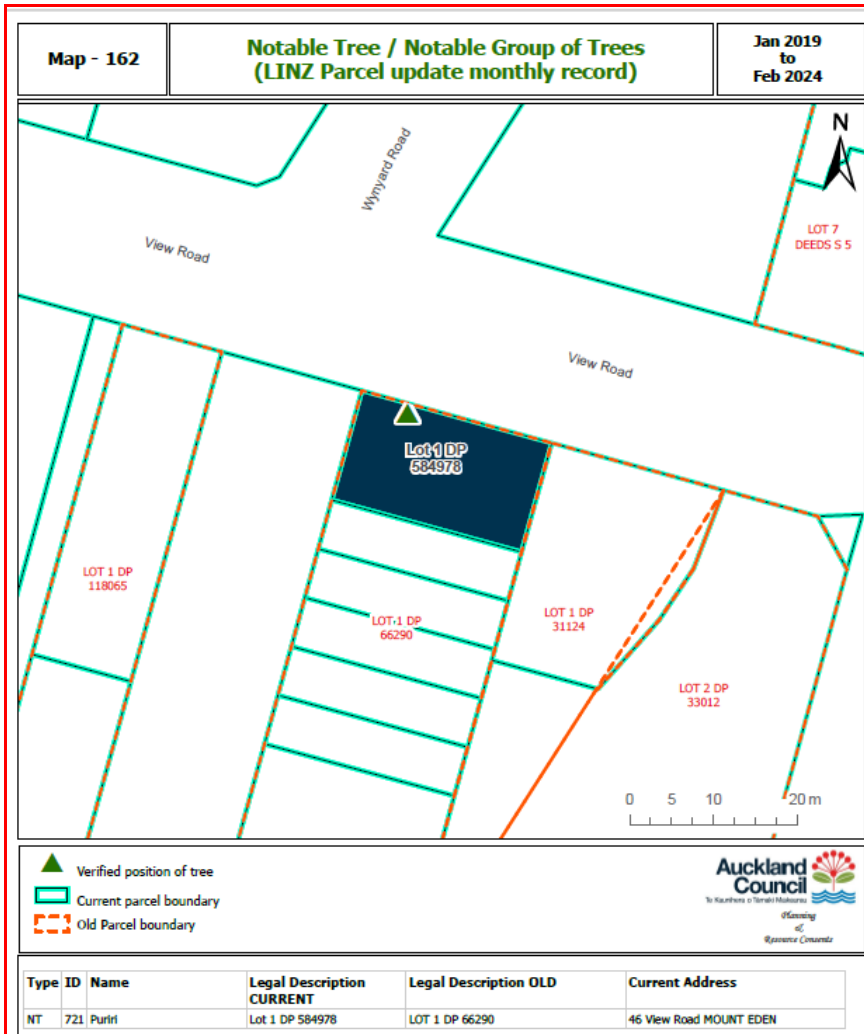 Map - 162
Notable Tree / Notable Group of Trees
(LINZ Parcel update monthly record)
Jan 2019
to
Feb 2024
N
Wynyard Road
View Road
LOT 7
DEEDS S 5
View Road
Lot 1 DP
584978
LOT 1 DP
118065
LOT 1 DP
66290
LOT 1 DP
31124
LOT 2 DP
33012
0 5 10 20 m
Verified position of tree
Current parcel boundary
Old Parcel boundary
Auckland
Council
Te Kaunihera o Tāmaki Makaurau
Planning
&
Resource Consents
Type ID Name Legal Description CURRENT Legal Description OLD Current Address
NT 721 Puriri Lot 1 DP 584978 LOT 1 DP 66290 46 View Road MOUNT EDEN